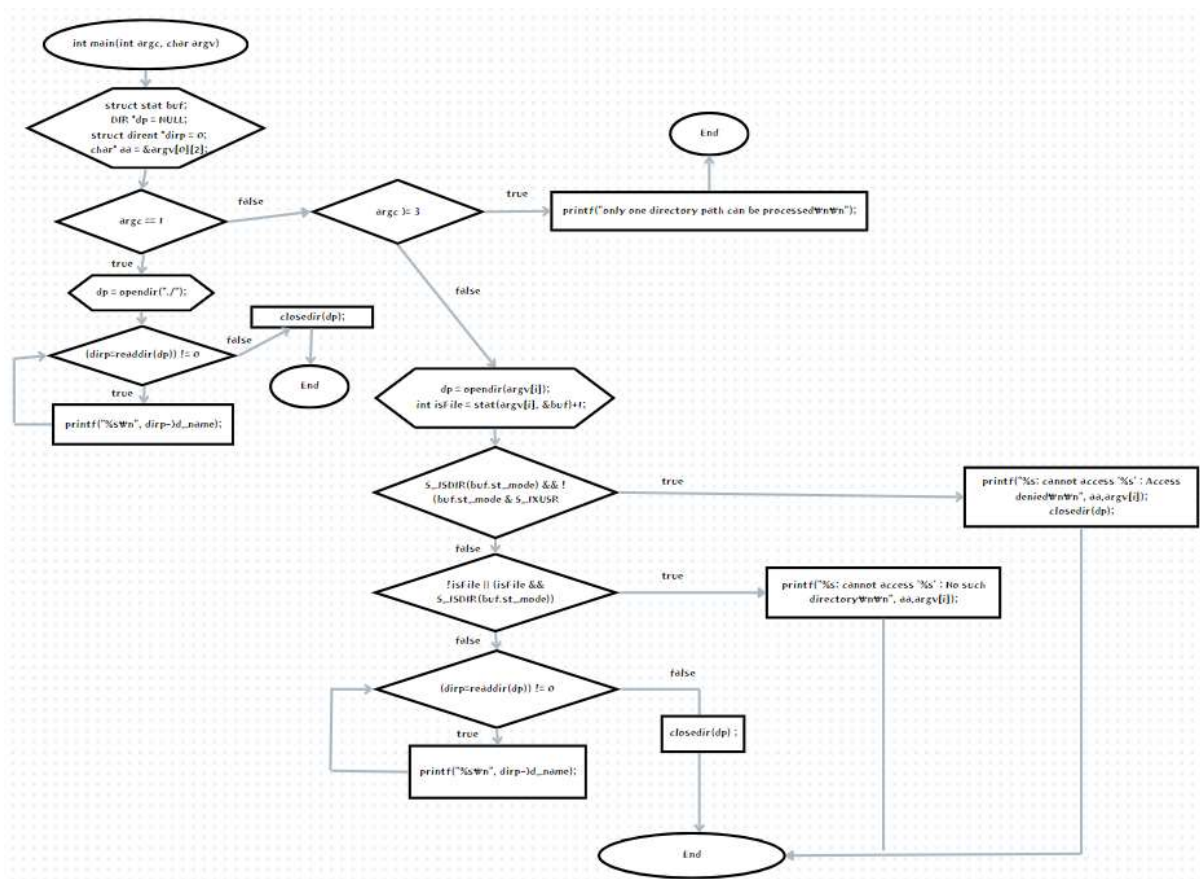 int main(int argc, char argv)
struct stat buf;
DIR *dp = NULL;
struct dirent *dirp = 0;
char* aa = &argv[0][2];
End
false
true
argc == 1
argc >= 3
printf("only one directory path can be processed₩n₩n");
true
false
dp = opendir("./");
closedir(dp);
false
(dirp=readdir(dp)) != 0
End
true
dp = opendir(argv[i]);
int isFile = stat(argv[i], &buf)+1;
printf("%s₩n", dirp->d_name);
S_ISDIR(buf.st_mode) && !
(buf.st_mode & S_IXUSR
true
printf("%s: cannot access '%s' : Access
denied₩n₩n", aa,argv[i]);
closedir(dp);
false
!isFile || (isFile &&
S_ISDIR(buf.st_mode))
true
printf("%s: cannot access '%s' : No such
directory₩n₩n", aa,argv[i]);
false
(dirp=readdir(dp)) != 0
false
true
closedir(dp) ;
printf("%s₩n", dirp->d_name);
End